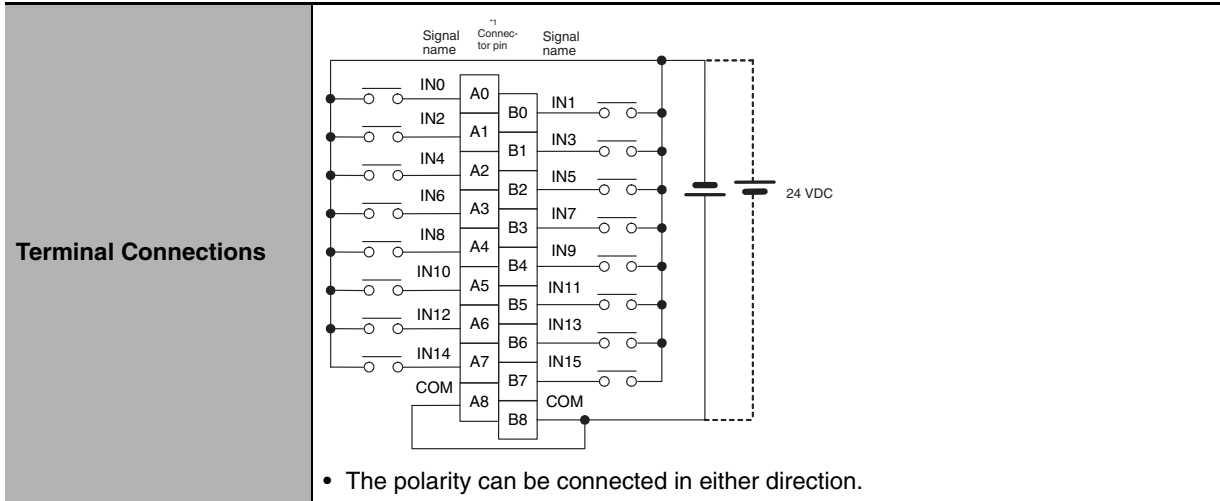 Terminal Connections
*1
Signal name
Connec-
tor pin
Signal name
IN0
A0
B0
IN1
IN2
A1
B1
IN3
IN4
A2
B2
IN5
IN6
A3
B3
IN7
IN8
A4
B4
IN9
IN10
A5
B5
IN11
IN12
A6
B6
IN13
IN14
A7
B7
IN15
COM
A8
B8
COM
24 VDC
• The polarity can be connected in either direction.